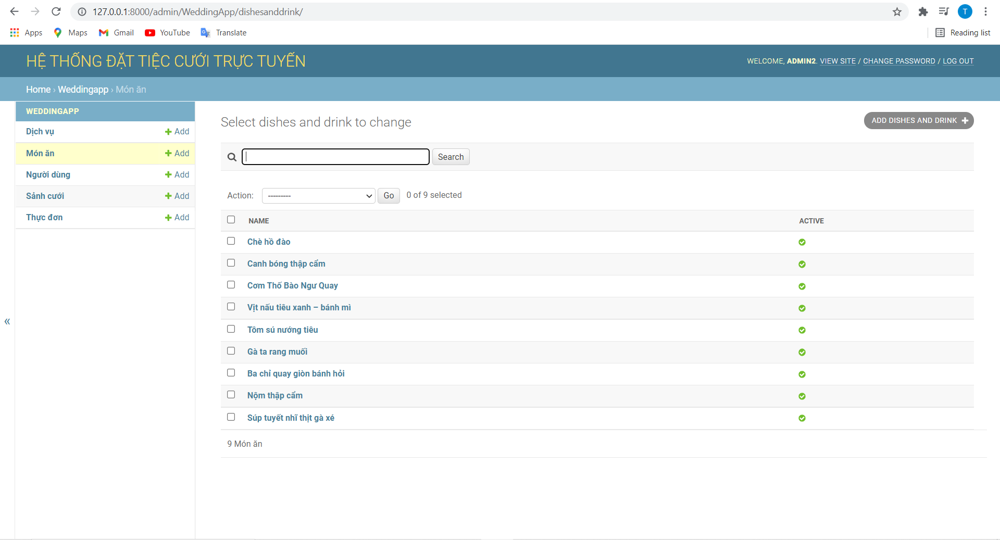 127.0.0.1:8000/admin/WeddingApp/dishesanddrink/
T
Apps Maps Gmail YouTube Translate Reading list
HỆ THỐNG ĐẶT TIỆC CƯỚI TRỰC TUYẾN
WELCOME, ADMIN2. VIEW SITE / CHANGE PASSWORD / LOG OUT
Home › Weddingapp › Món ăn
WEDDINGAPP
Dịch vụ + Add
Món ăn + Add
Người dùng + Add
Sảnh cưới + Add
Thực đơn + Add
«
Select dishes and drink to change
ADD DISHES AND DRINK +
Search
Action: --------- Go 0 of 9 selected
NAME ACTIVE
Chè hồ đào
Canh bóng thập cẩm
Cơm Thố Bào Ngư Quay
Vịt nấu tiêu xanh – bánh mì
Tôm sú nướng tiêu
Gà ta rang muối
Ba chỉ quay giòn bánh hỏi
Nộm thập cẩm
Súp tuyết nhĩ thịt gà xé
9 Món ăn